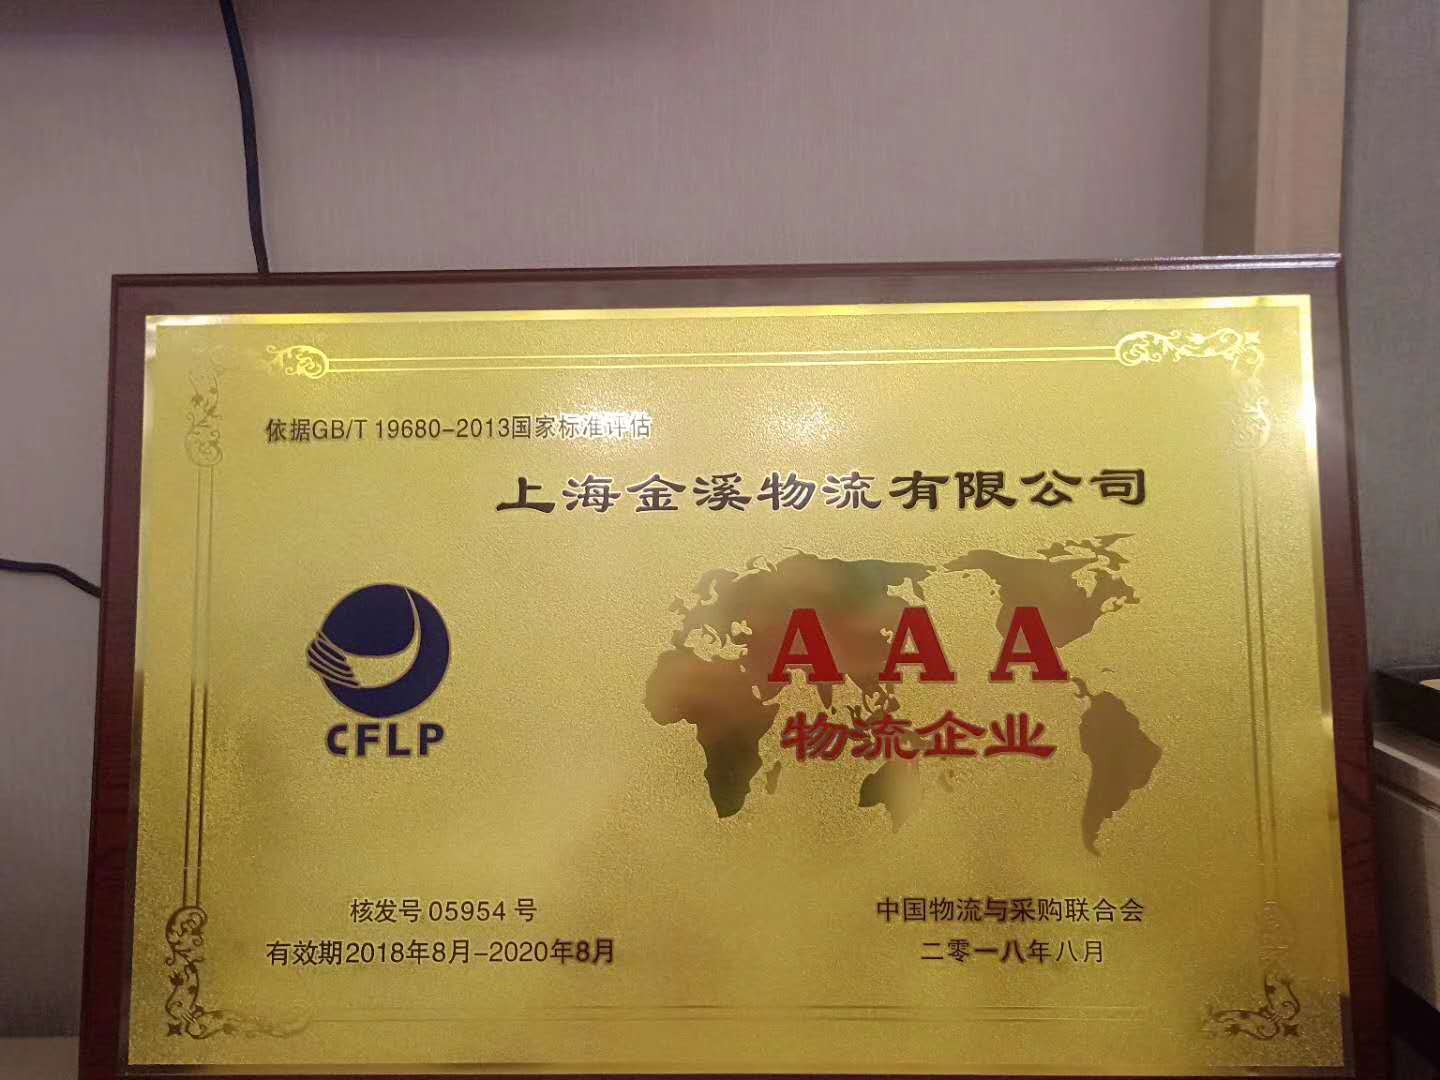 依据GB/T 19680-2013国家标准评估
上海金溪物流有限公司
AAA
物流企业
CFLP
核发号 05954 号
有效期2018年8月-2020年8月
中国物流与采购联合会
二零一八年八月